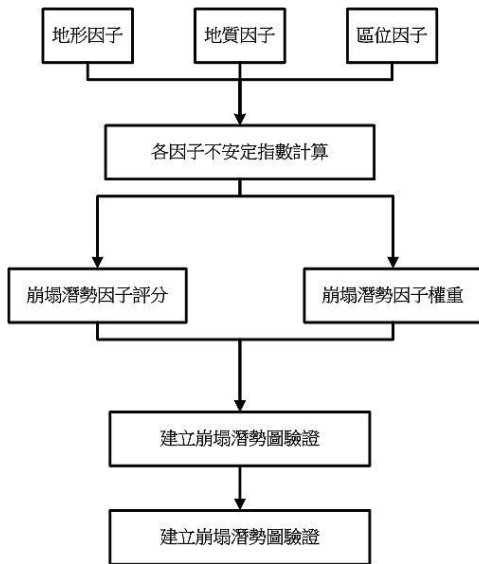 地形因子
地質因子
區位因子
各因子不安定指數計算
崩塌潛勢因子評分
崩塌潛勢因子權重
建立崩塌潛勢圖驗證
建立崩塌潛勢圖驗證